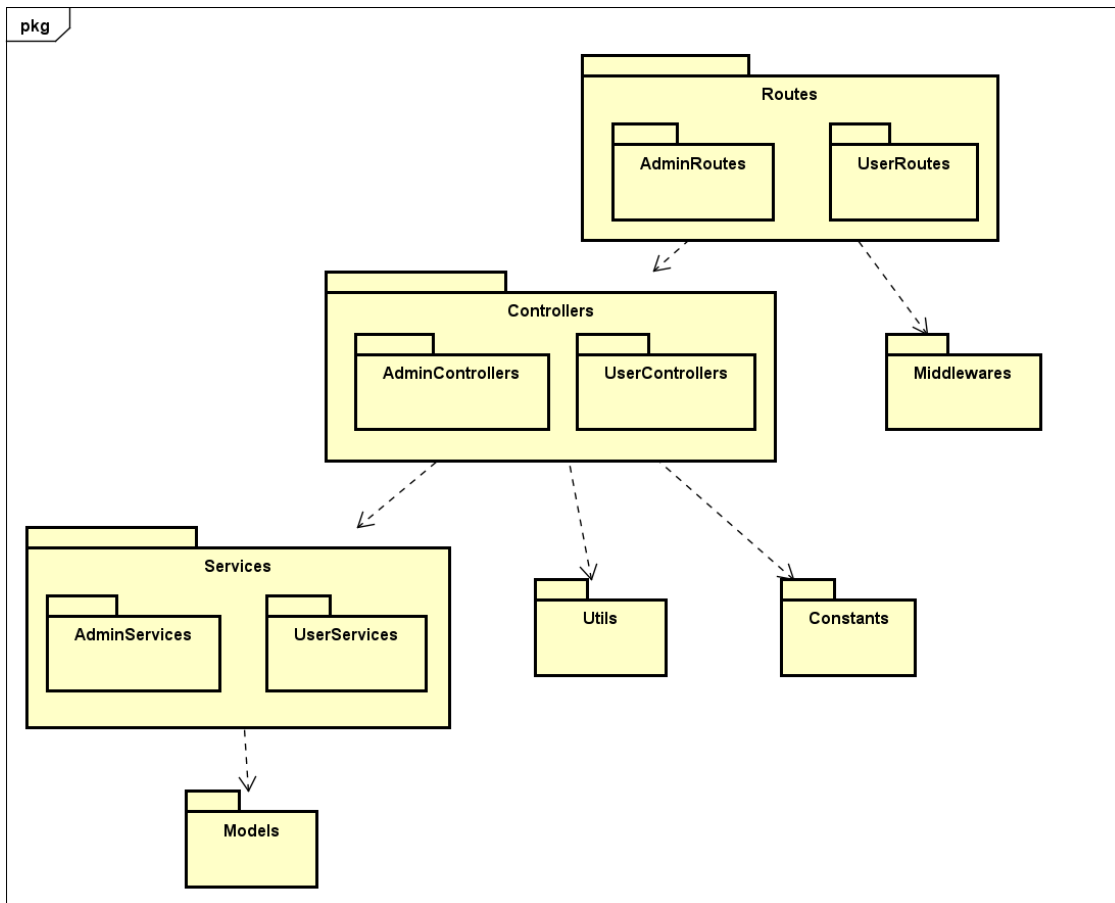 pkg
Routes
AdminRoutes
UserRoutes
Controllers
AdminControllers
UserControllers
Middlewares
Services
AdminServices
UserServices
Utils
Constants
Models